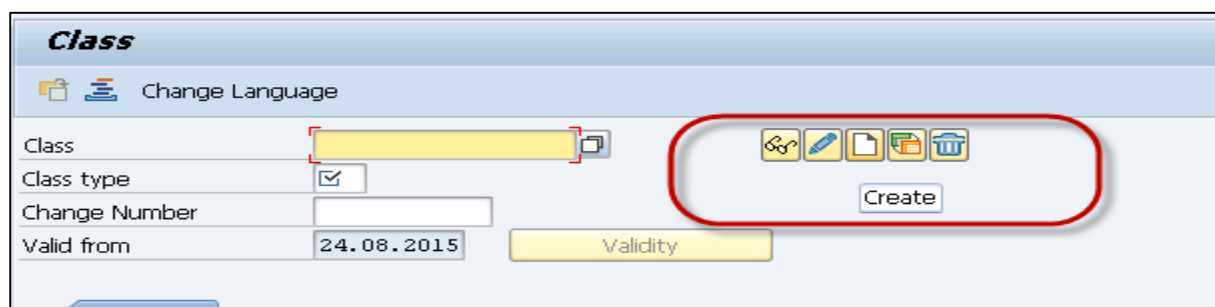 Class
Change Language
Class
Class type
Create
Change Number
Valid from 24.08.2015 Validity